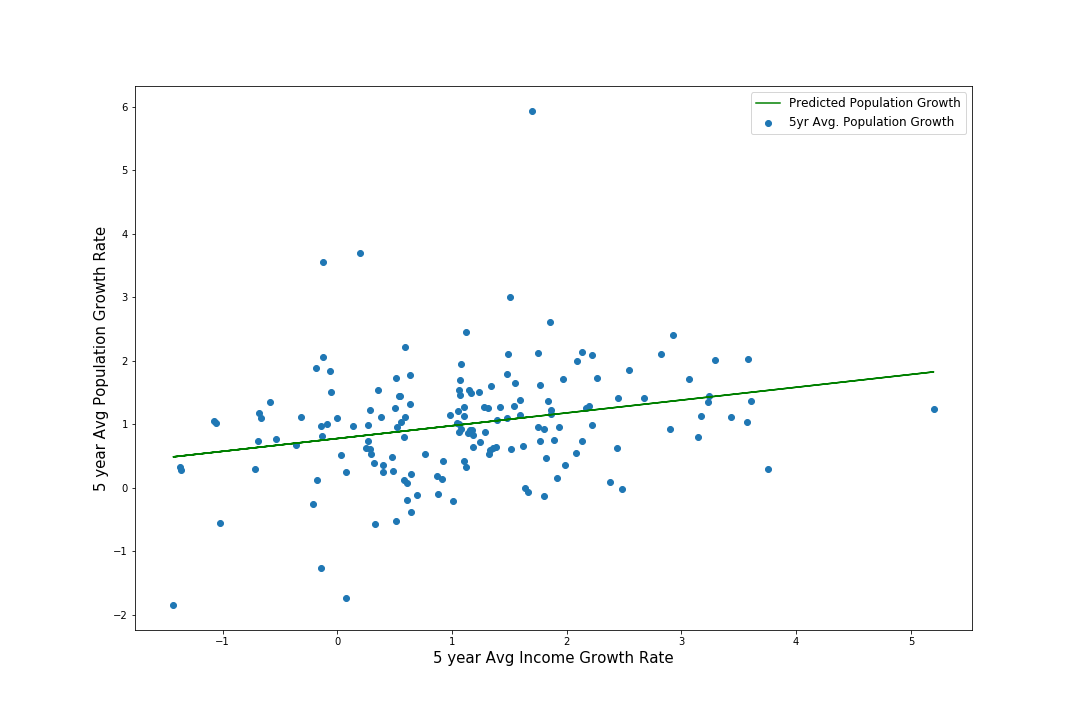 Predicted Population Growth
5yr Avg. Population Growth
6
5
4
3
2
1
0
−1
−2
5 year Avg Population Growth Rate
−1 0 1 2 3 4 5
5 year Avg Income Growth Rate